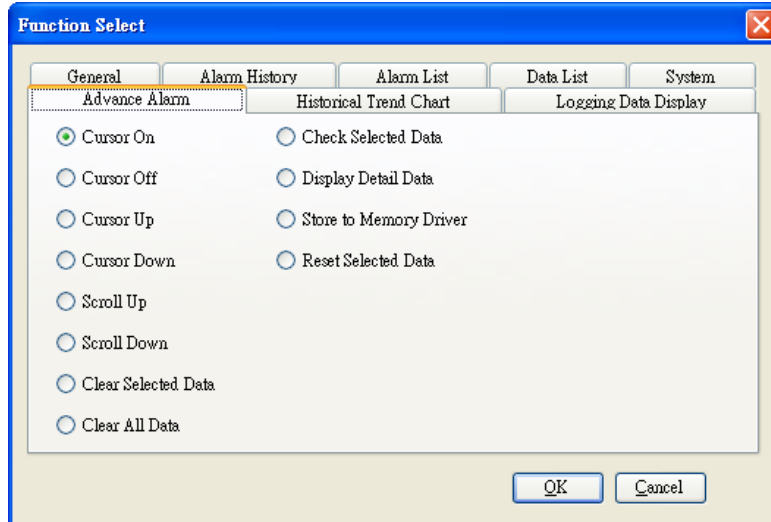 Function Select
General Alarm History Alarm List Data List System
Advance Alarm Historical Trend Chart Logging Data Display
Cursor On Check Selected Data
Cursor Off Display Detail Data
Cursor Up Store to Memory Driver
Cursor Down Reset Selected Data
Scroll Up
Scroll Down
Clear Selected Data
Clear All Data
OK Cancel